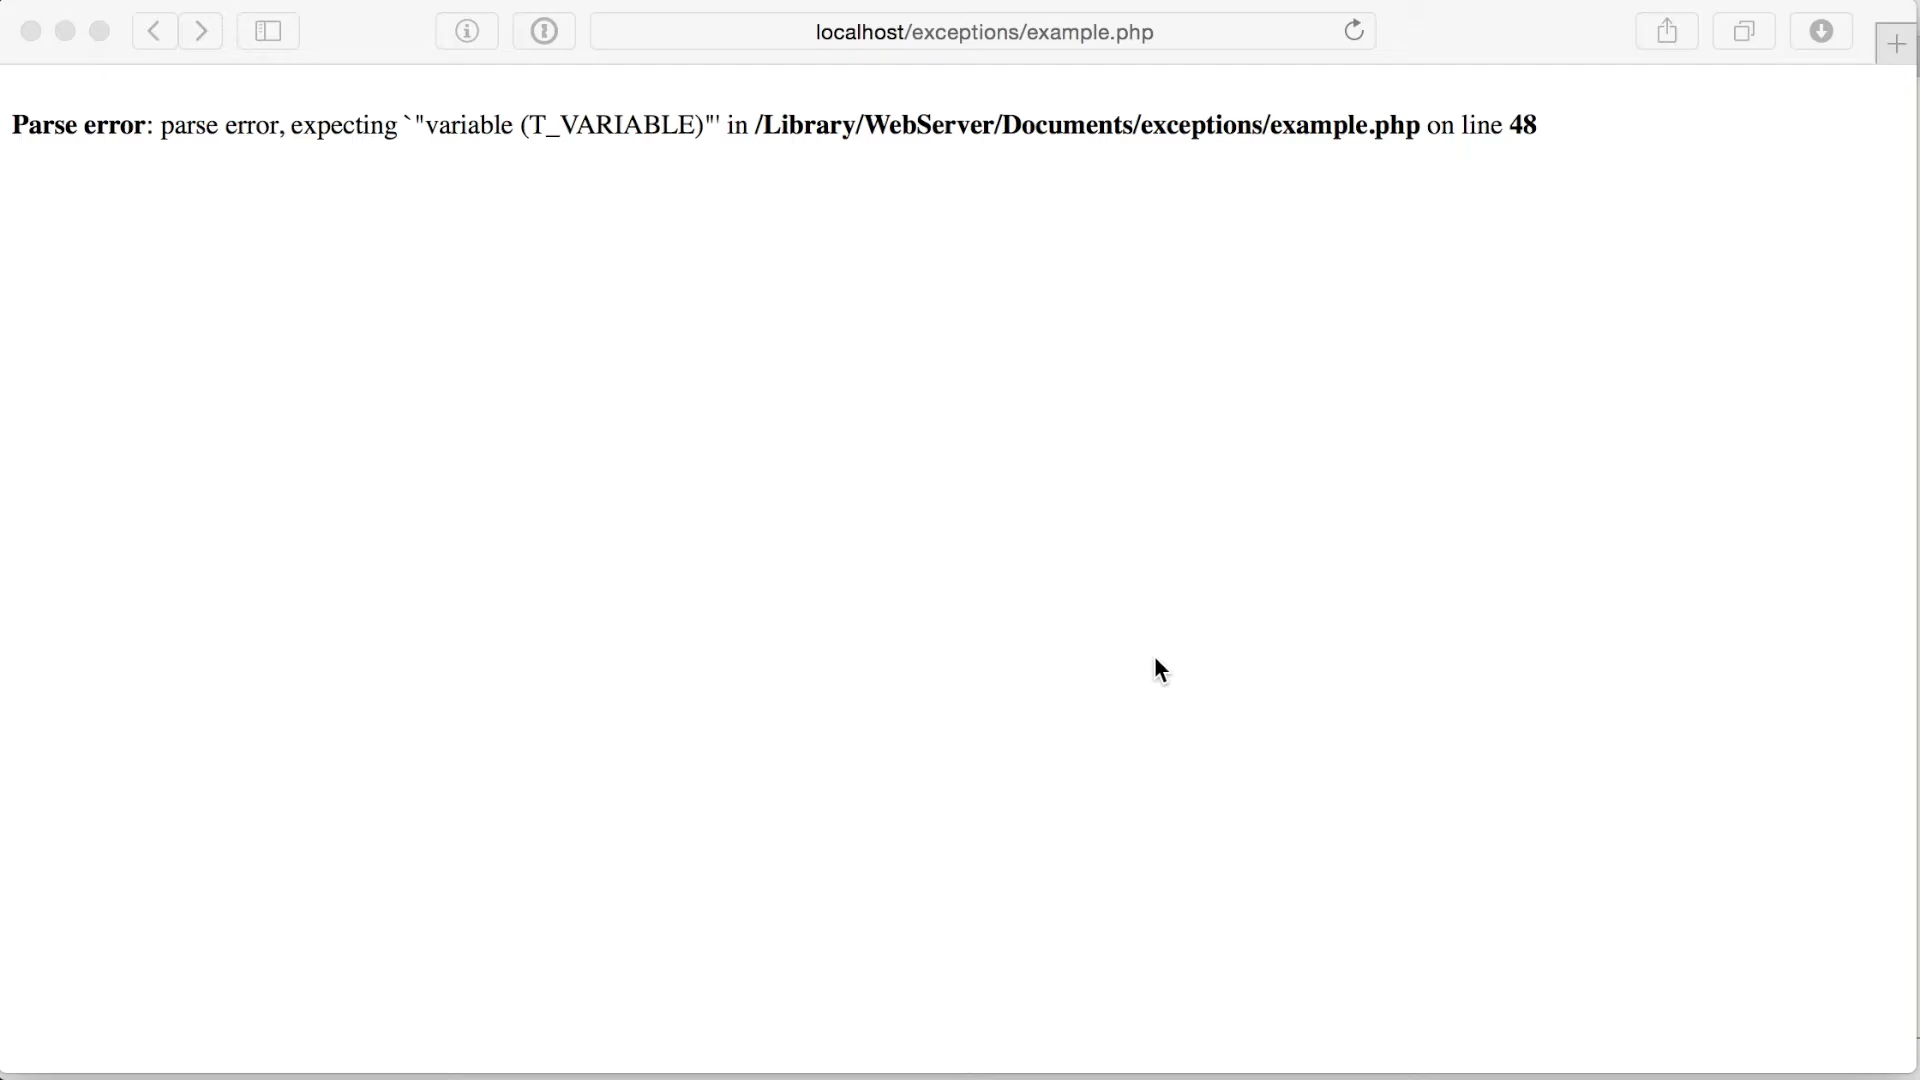 localhost/exceptions/example.php
Parse error: parse error, expecting `"variable (T_VARIABLE)"' in /Library/WebServer/Documents/exceptions/example.php on line 48